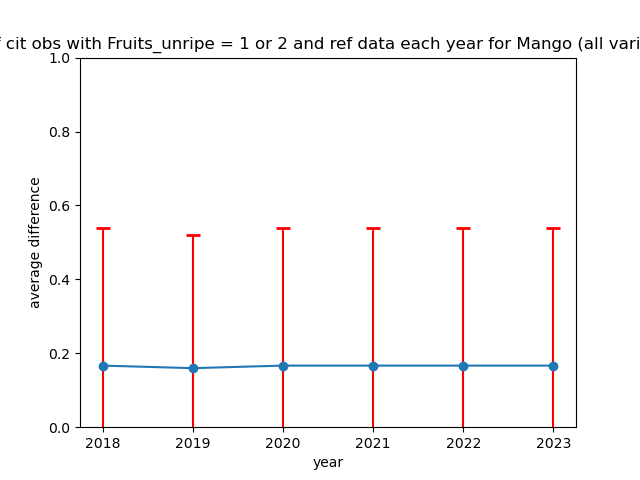 cit obs with Fruits_unripe = 1 or 2 and ref data each year for Mango (all
1.0
0.8
0.6
0.4
0.2
0.0
average difference
2018 2019 2020 2021 2022 2023
year